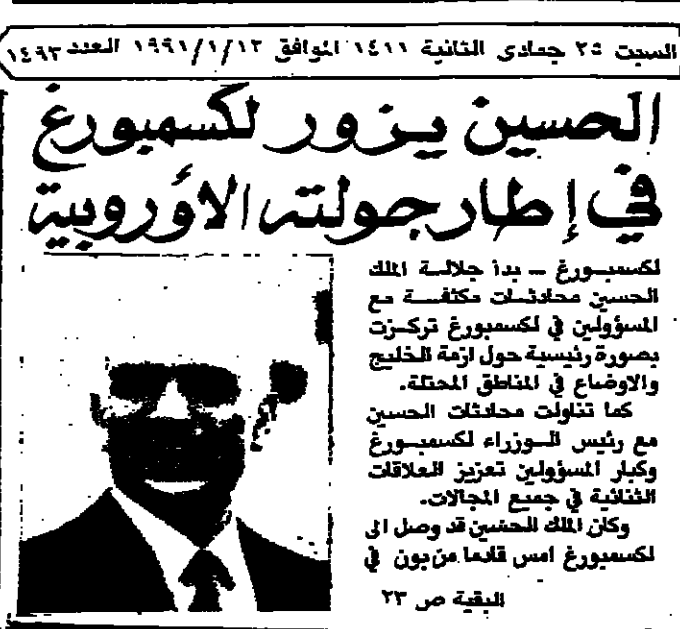 السبت ٢٥ جمادى الثانية ١٤١١ الموافق ١٩٩١/١/١٢ العدد ١٤٩٣
الحسين يزور لكسمبورغ
في إطار جولته الأوروبية
لكسمبورغ – بدأ جلالة الملك
الحسين محادثات مكثفة مع
المسؤولين في لكسمبورغ تركزت
بصورة رئيسية حول ازمة الخليج
والاوضاع في المناطق المحتلة.
كما تناولت محادثات الحسين
مع رئيس الوزراء لكسمبورغ
وكبار المسؤولين تعزيز العلاقات
الثنائية في جميع المجالات.
وكان الملك الحسين قد وصل الى
لكسمبورغ امس قادما من بون في
البقية ص ٢٣